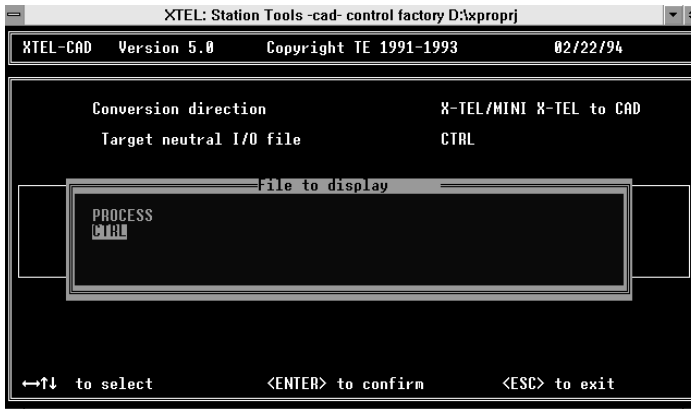 XTEL: Station Tools -cad- control factory D:\xproprj
XTEL-CAD Version 5.0 Copyright TE 1991-1993 02/22/94
Conversion direction X-TEL/MINI X-TEL to CAD
Target neutral I/O file CTRL
File to display
PROCESS
CTRL
←→↑↓ to select <ENTER> to confirm <ESC> to exit